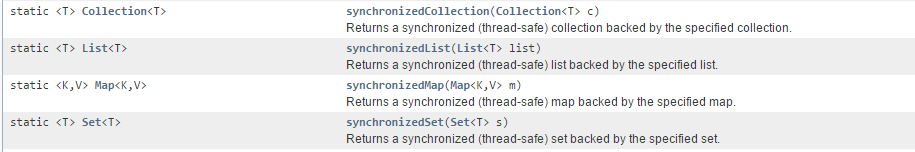 static <T> Collection<T> synchronizedCollection(Collection<T> c)
Returns a synchronized (thread-safe) collection backed by the specified collection.
static <T> List<T> synchronizedList(List<T> list)
Returns a synchronized (thread-safe) list backed by the specified list.
static <K,V> Map<K,V> synchronizedMap(Map<K,V> m)
Returns a synchronized (thread-safe) map backed by the specified map.
static <T> Set<T> synchronizedSet(Set<T> s)
Returns a synchronized (thread-safe) set backed by the specified set.